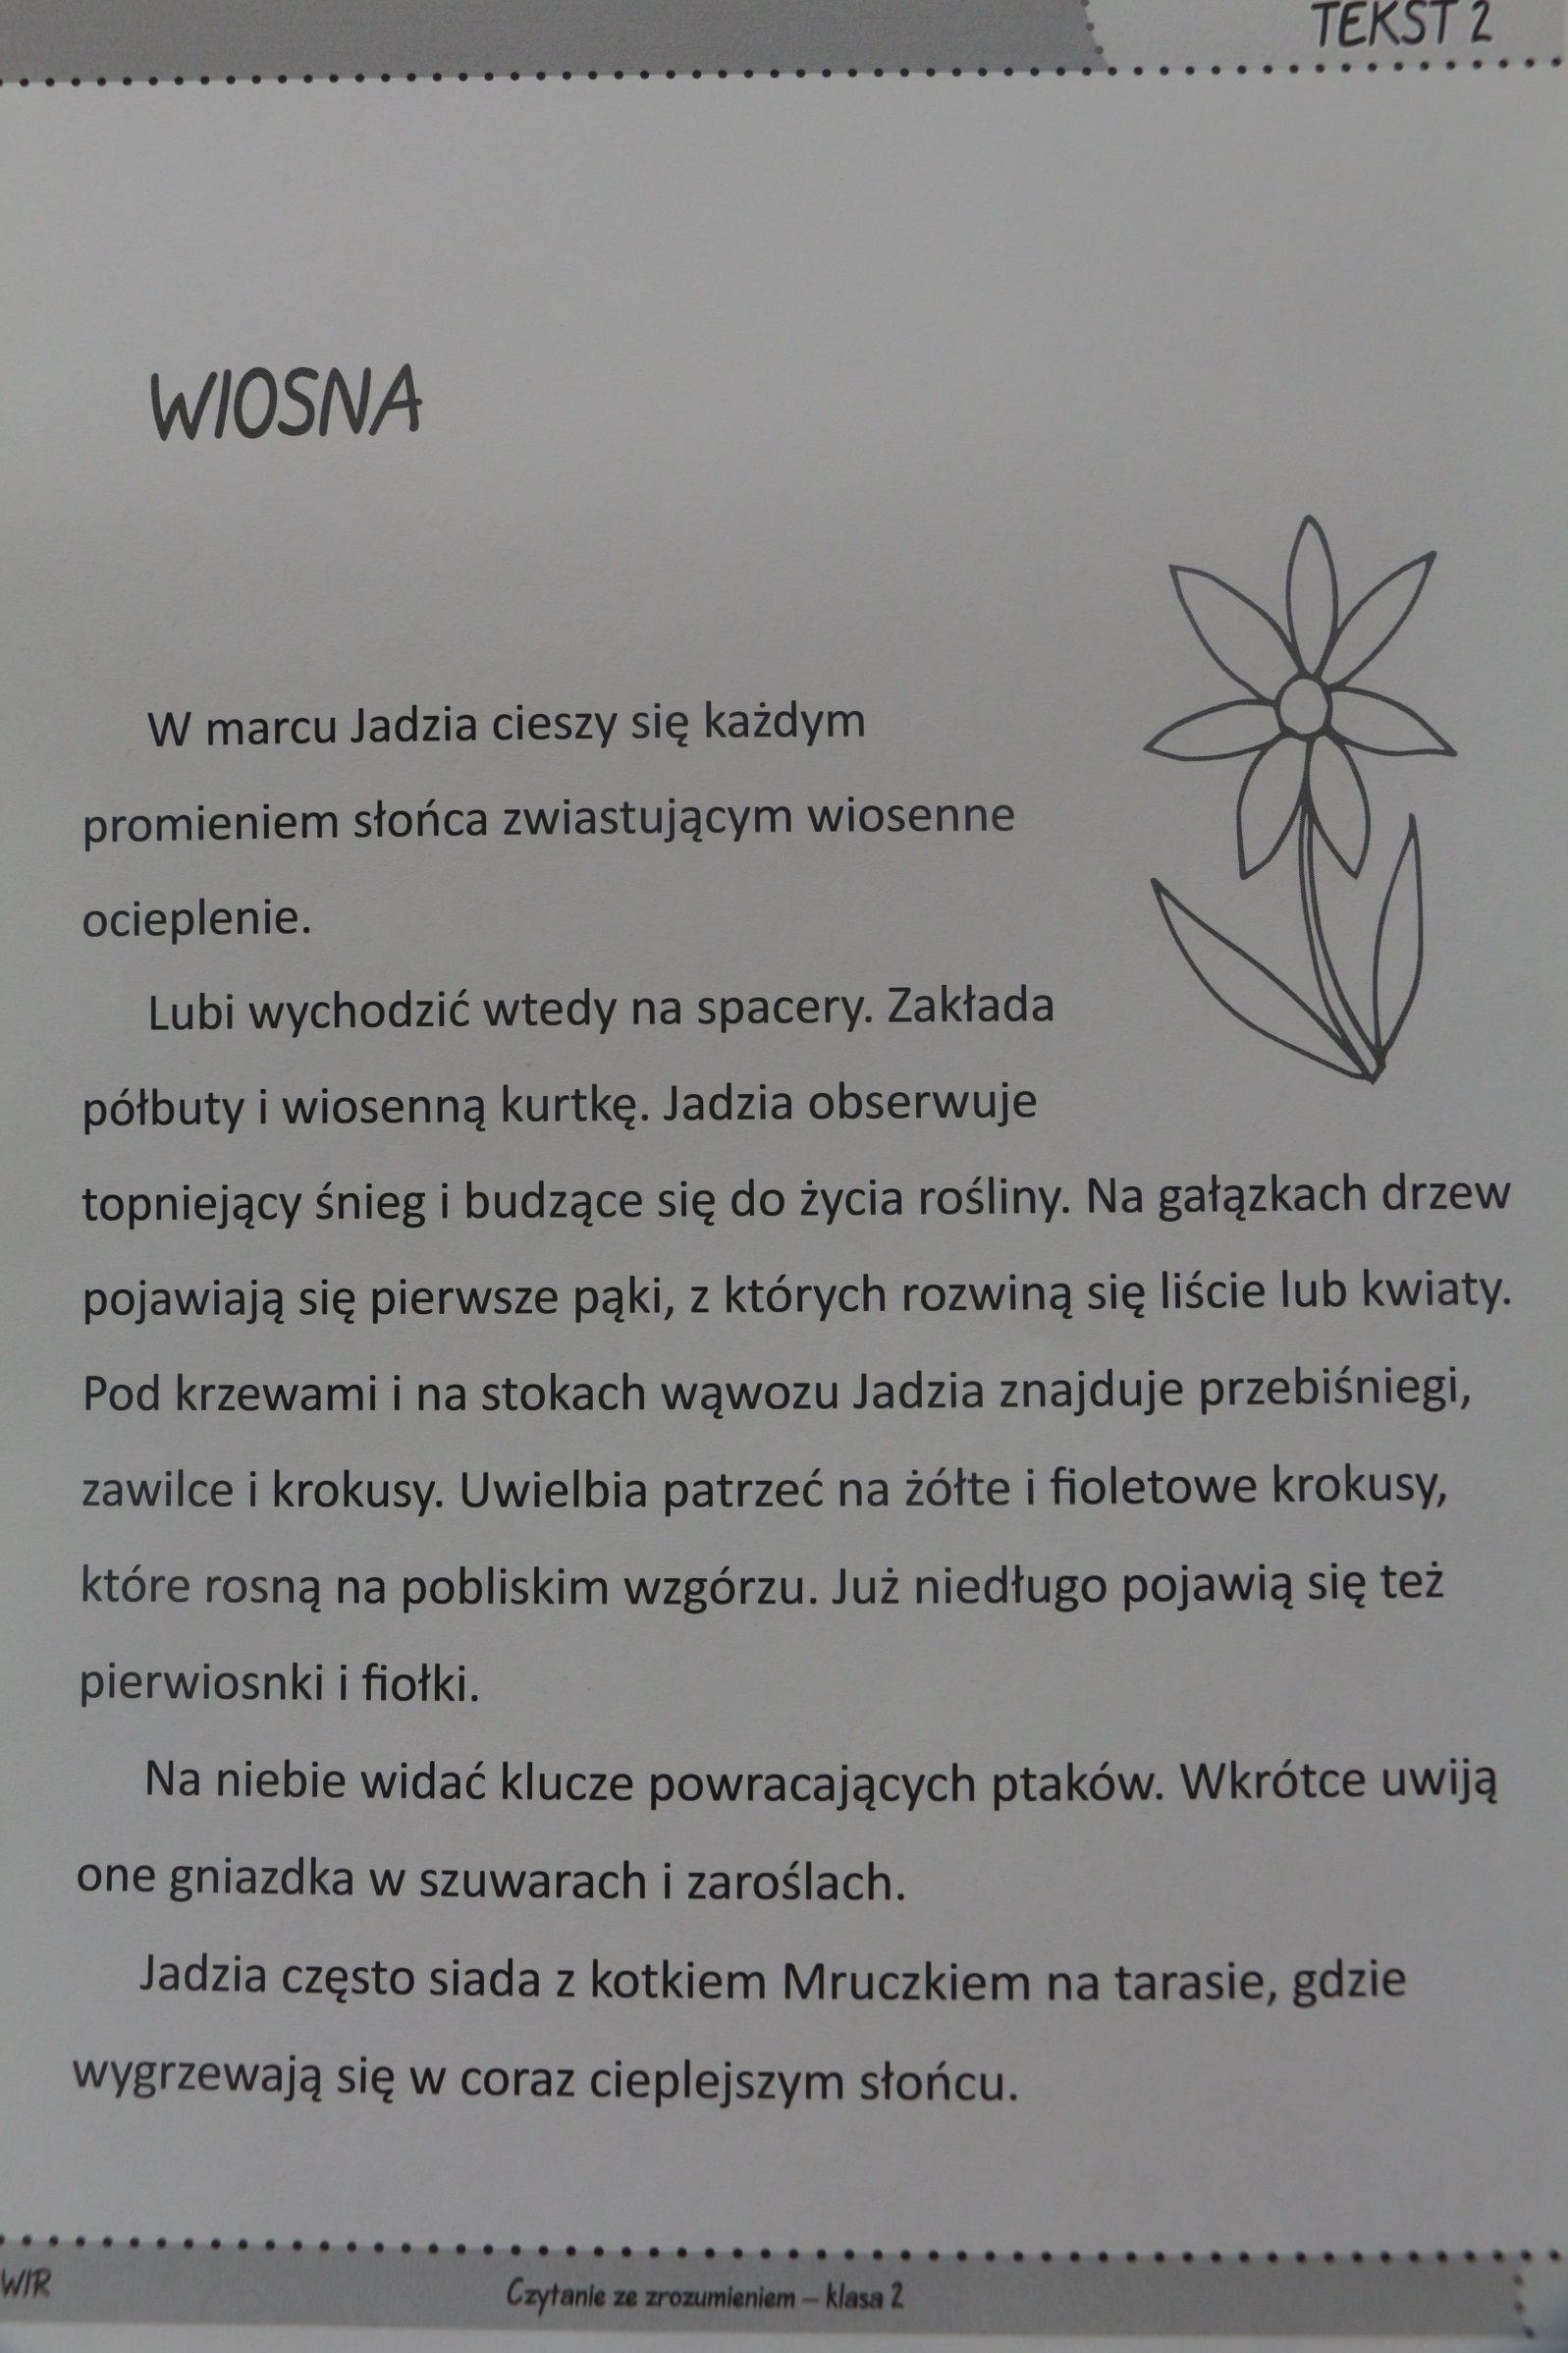 TEKST 2
WIOSNA
W marcu Jadzia cieszy się każdym
promieniem słońca zwiastującym wiosenne
ocieplenie.
Lubi wychodzić wtedy na spacery. Zakłada
półbuty i wiosenną kurtkę. Jadzia obserwuje
topniejący śnieg i budzące się do życia rośliny. Na gałązkach drzew
pojawiają się pierwsze pąki, z których rozwiną się liście lub kwiaty.
Pod krzewami i na stokach wąwozu Jadzia znajduje przebiśniegi,
zawilce i krokusy. Uwielbia patrzeć na żółte i fioletowe krokusy,
które rosną na pobliskim wzgórzu. Już niedługo pojawią się też
pierwiosnki i fiołki.
Na niebie widać klucze powracających ptaków. Wkrótce uwiją
one gniazdka w szuwarach i zaroślach.
Jadzia często siada z kotkiem Mruczkiem na tarasie, gdzie
wygrzewają się w coraz cieplejszym słońcu.
WIR
Czytanie ze zrozumieniem – klasa 2